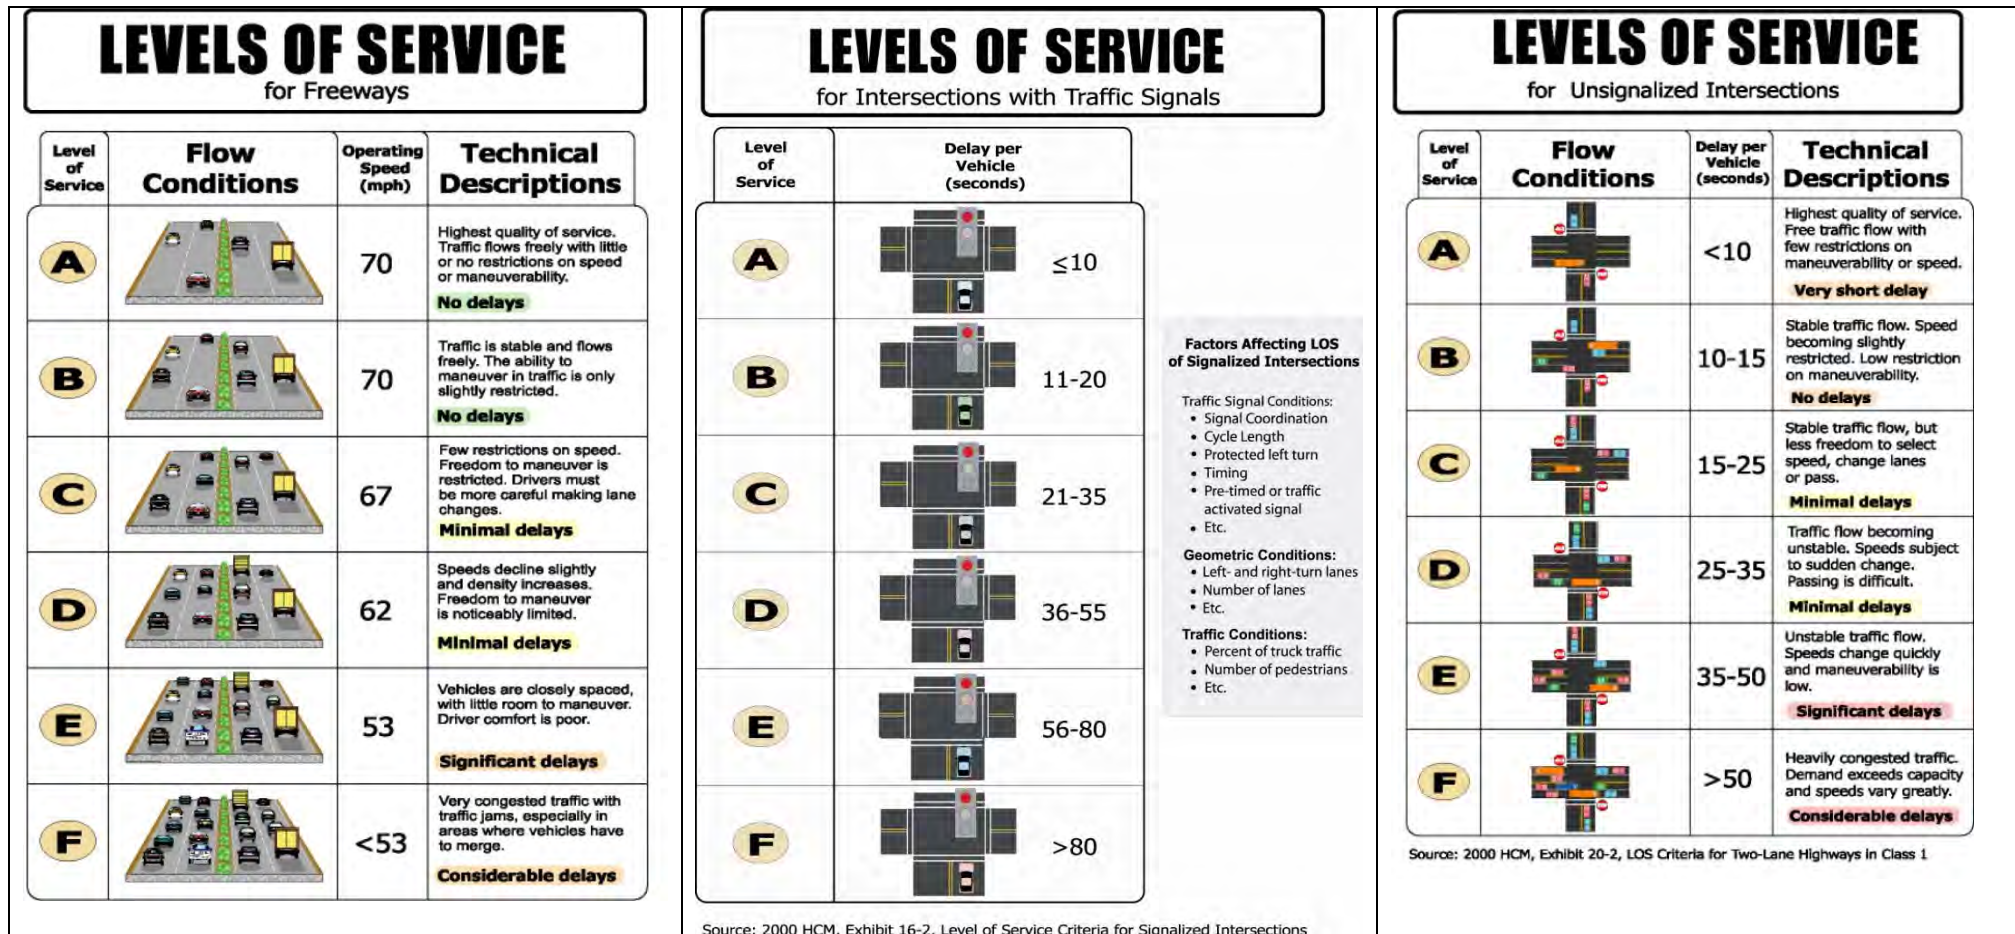 LEVELS OF SERVICE
for Freeways
Level
of
Service
Flow
Conditions
Operating
Speed
(mph)
Technical
Descriptions
A
70
Highest quality of service.
Traffic flows freely with little
or no restrictions on speed
or maneuverability.
No delays
B
70
Traffic is stable and flows
freely. The ability to
maneuver in traffic is only
slightly restricted.
No delays
C
67
Few restrictions on speed.
Freedom to maneuver is
restricted. Drivers must
be more careful making lane
changes.
Minimal delays
D
62
Speeds decline slightly
and density increases.
Freedom to maneuver
is noticeably limited.
Minimal delays
E
53
Vehicles are closely spaced,
with little room to maneuver.
Driver comfort is poor.
Significant delays
F
<53
Very congested traffic with
traffic jams, especially in
areas where vehicles have
to merge.
Considerable delays
LEVELS OF SERVICE
for Intersections with Traffic Signals
Level
of
Service
Delay per
Vehicle
(seconds)
A
≤10
B
11-20
C
21-35
D
36-55
E
56-80
F
>80
Factors Affecting LOS
of Signalized Intersections
Traffic Signal Conditions:
• Signal Coordination
• Cycle Length
• Protected left turn
• Timing
• Pre-timed or traffic
activated signal
• Etc.
Geometric Conditions:
• Left- and right-turn lanes
• Number of lanes
• Etc.
Traffic Conditions:
• Percent of truck traffic
• Number of pedestrians
• Etc.
Source: 2000 HCM, Exhibit 16-2, Level of Service Criteria for Signalized Intersections
LEVELS OF SERVICE
for Unsignalized Intersections
Level
of
Service
Flow
Conditions
Delay per
Vehicle
(seconds)
Technical
Descriptions
A
<10
Highest quality of service.
Free traffic flow with
few restrictions on
maneuverability or speed.
Very short delay
B
10-15
Stable traffic flow. Speed
becoming slightly
restricted. Low restriction
on maneuverability.
No delays
C
15-25
Stable traffic flow, but
less freedom to select
speed, change lanes
or pass.
Minimal delays
D
25-35
Traffic flow becoming
unstable. Speeds subject
to sudden change.
Passing is difficult.
Minimal delays
E
35-50
Unstable traffic flow.
Speeds change quickly
and maneuverability is
low.
Significant delays
F
>50
Heavily congested traffic.
Demand exceeds capacity
and speeds vary greatly.
Considerable delays
Source: 2000 HCM, Exhibit 20-2, LOS Criteria for Two-Lane Highways in Class 1